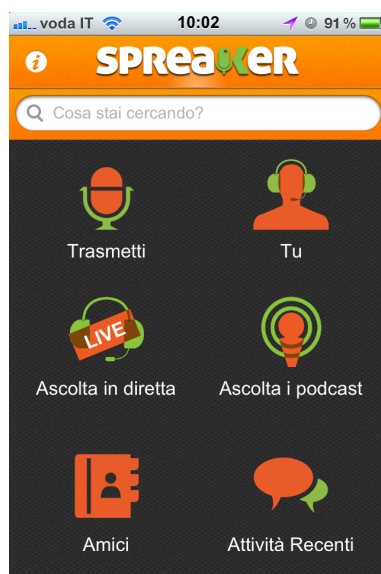 voda IT 10:02 91%
i SPReaKeR
Cosa stai cercando?
Trasmetti Tu
LIVE
Ascolta in diretta Ascolta i podcast
Amici Attività Recenti